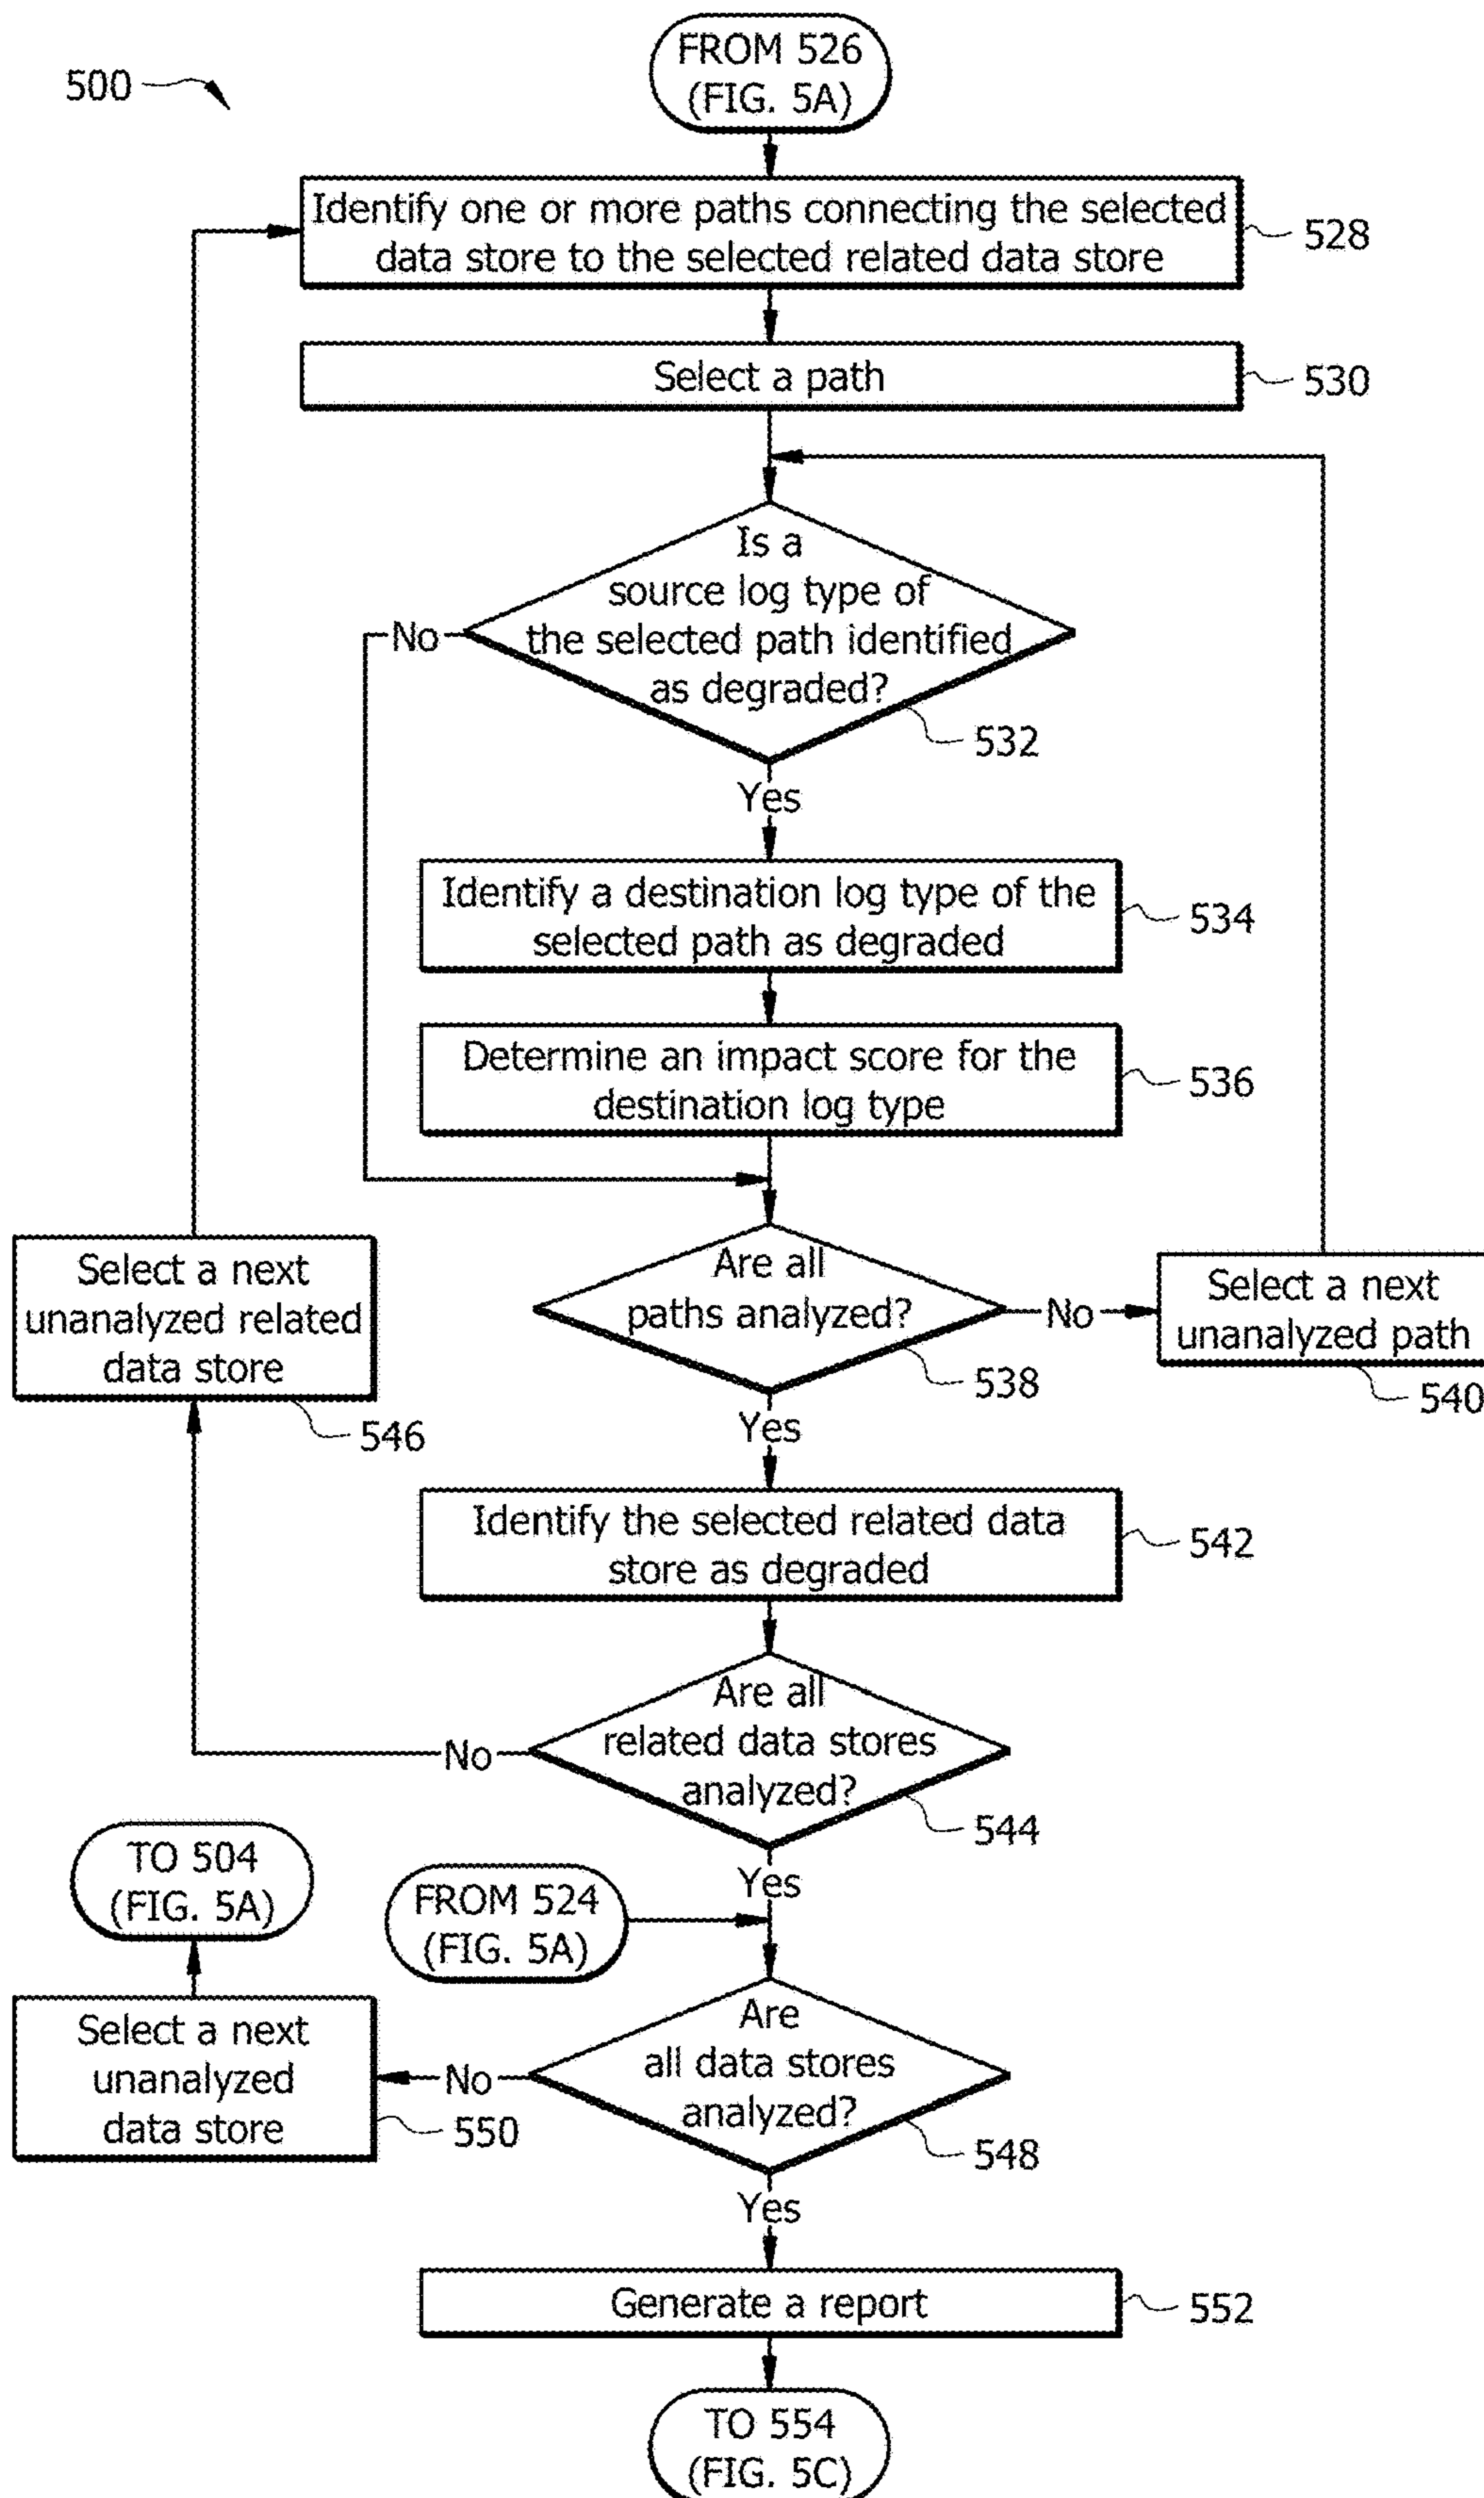 500
FROM 526
(FIG. 5A)
Identify one or more paths connecting the selected
data store to the selected related data store
528
Select a path
530
Is a
source log type of
the selected path identified
as degraded?
No
532
Yes
Identify a destination log type of the
selected path as degraded
534
Determine an impact score for the
destination log type
536
Are all
paths analyzed?
No
538
Select a next
unanalyzed path
540
Select a next
unanalyzed related
data store
546
Yes
Identify the selected related data
store as degraded
542
Are all
related data stores
analyzed?
No
544
Yes
TO 504
(FIG. 5A)
FROM 524
(FIG. 5A)
Are
all data stores
analyzed?
No
548
Select a next
unanalyzed
data store
550
Yes
Generate a report
552
TO 554
(FIG. 5C)